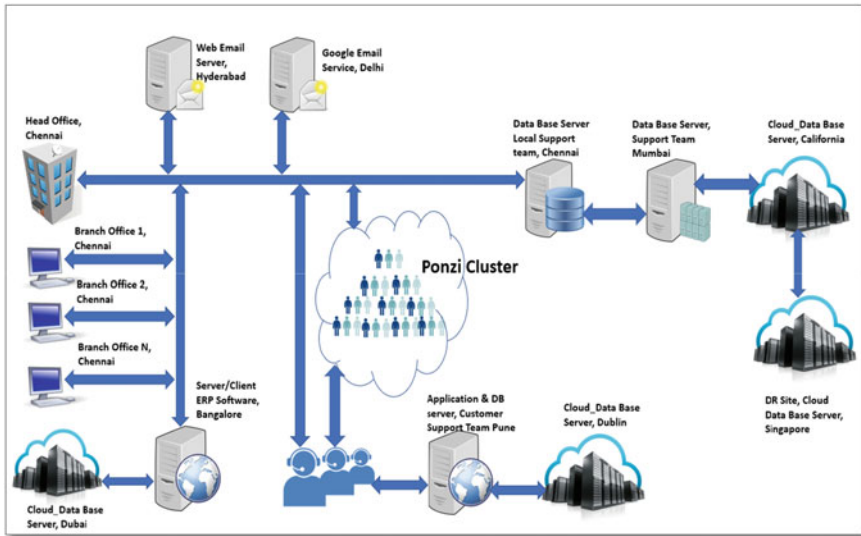 Web Email
Server,
Hyderabad
Google Email
Service, Delhi
Head Office,
Chennai
Data Base Server
Local Support
team, Chennai
Data Base Server,
Support Team
Mumbai
Cloud_Data Base
Server, California
Branch Office 1,
Chennai
Ponzi Cluster
Branch Office 2,
Chennai
Branch Office N,
Chennai
Server/Client
ERP Software,
Bangalore
Application & DB
server, Customer
Support Team Pune
Cloud_Data Base
Server, Dublin
DR Site, Cloud
Data Base Server,
Singapore
Cloud_Data Base
Server, Dubai